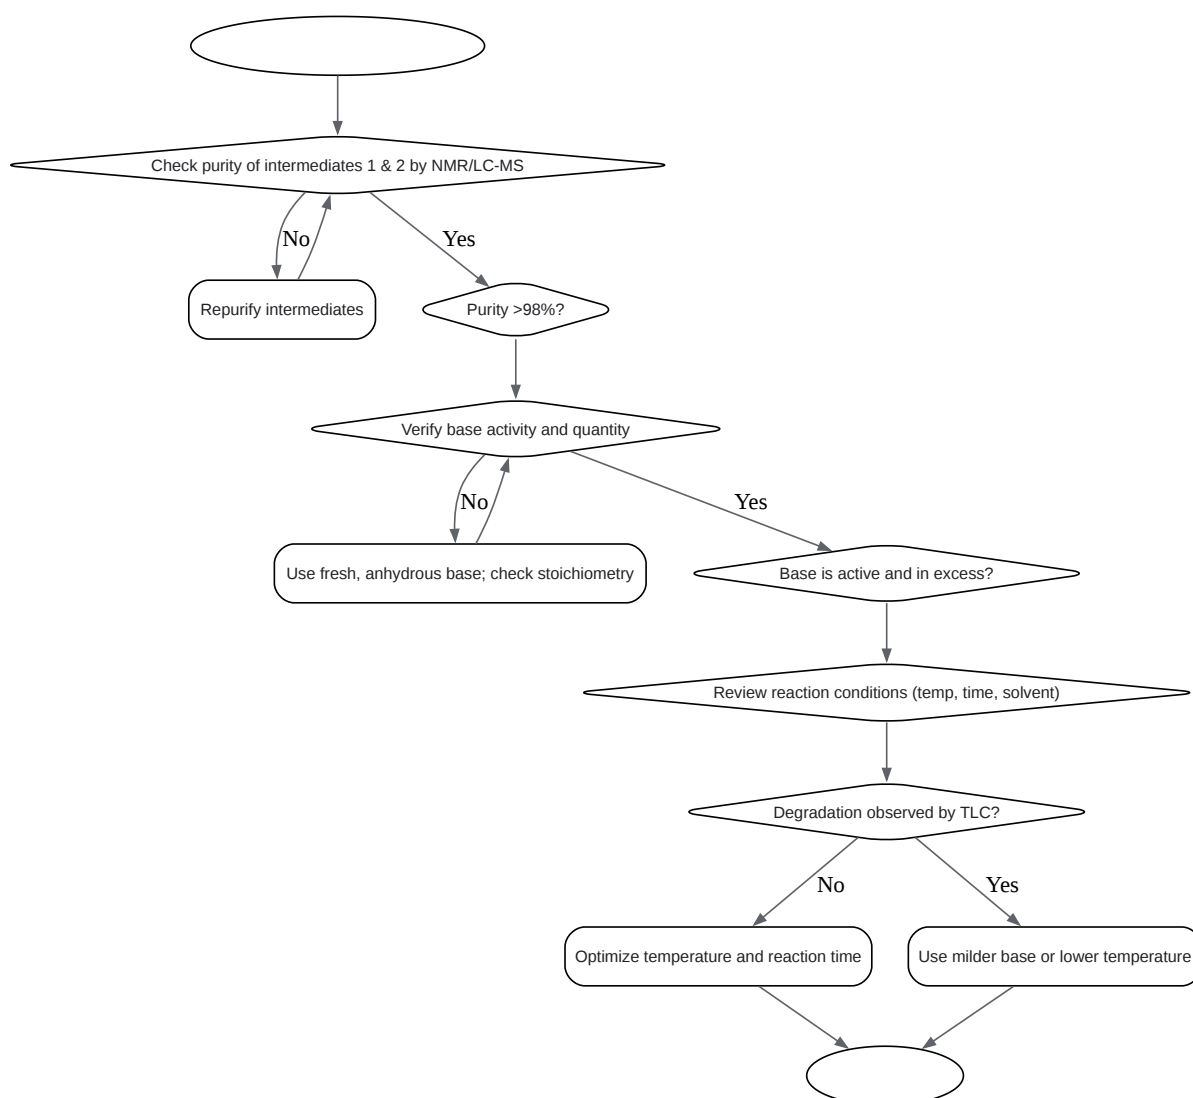 Check purity of intermediates 1 & 2 by NMR/LC-MS
No
Yes
Repurify intermediates
Purity >98%?
Verify base activity and quantity
No
Yes
Use fresh, anhydrous base; check stoichiometry
Base is active and in excess?
Review reaction conditions (temp, time, solvent)
Degradation observed by TLC?
No
Yes
Optimize temperature and reaction time
Use milder base or lower temperature